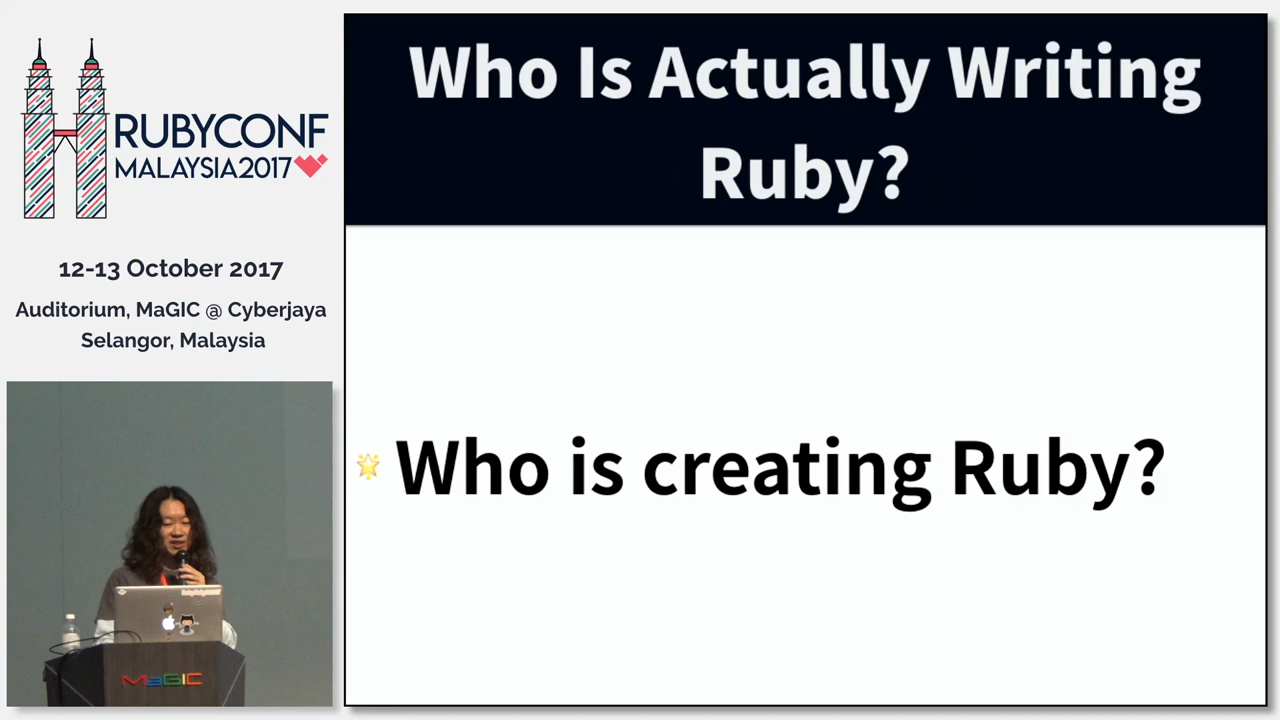 RUBYCONF
MALAYSIA2017
12-13 October 2017
Auditorium, MaGIC @ Cyberjaya
Selangor, Malaysia
MaGIC
Who Is Actually Writing
Ruby?
Who is creating Ruby?